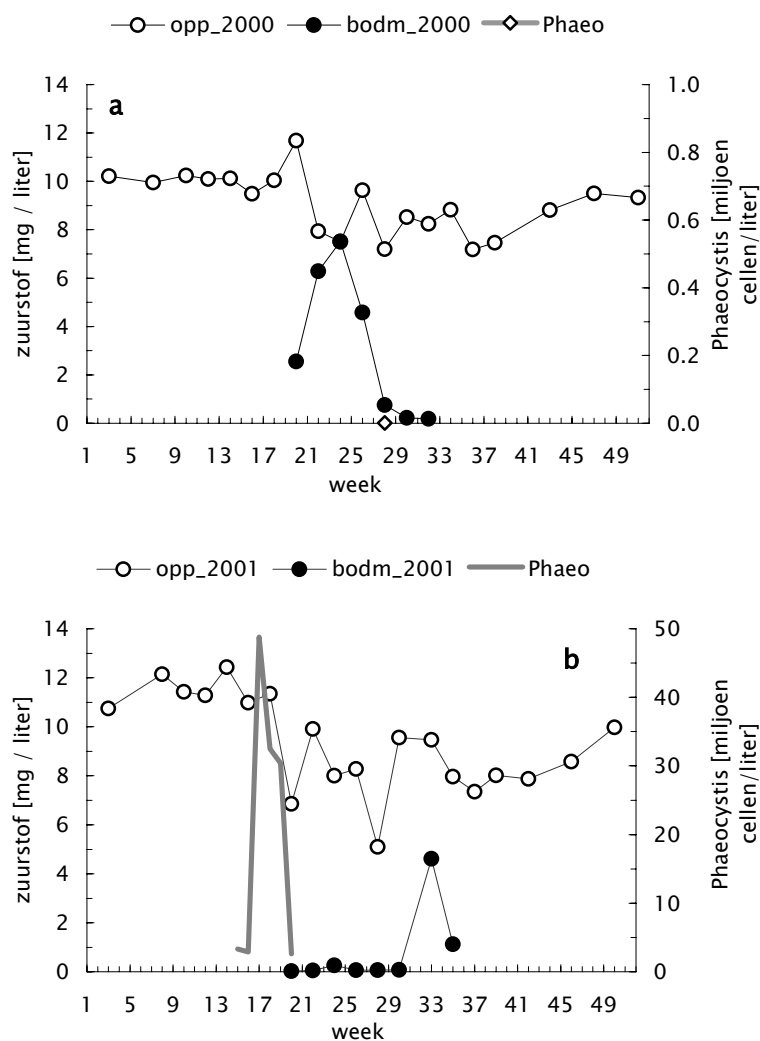 opp_2000 bodm_2000 Phaeo
a
14
12
10
8
6
4
2
0
zuurstof [mg / liter]
1.0
0.8
0.6
0.4
0.2
0.0
Phaeocystis [miljoen
cellen/liter]
1 5 9 13 17 21 25 29 33 37 41 45 49
week
opp_2001 bodm_2001 Phaeo
b
14
12
10
8
6
4
2
0
zuurstof [mg / liter]
50
40
30
20
10
0
Phaeocystis [miljoen
cellen/liter]
1 5 9 13 17 21 25 29 33 37 41 45 49
week